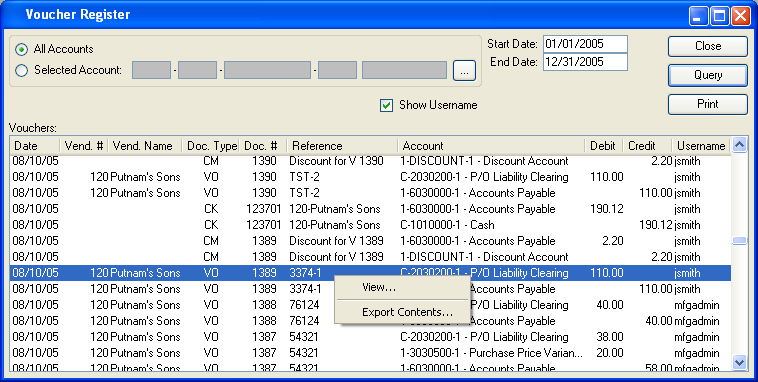 Voucher Register
All Accounts
Selected Account: - - - - ...
Start Date: 01/01/2005
End Date: 12/31/2005
Close
Query
Print
Show Username
Vouchers:
Date Vend. # Vend. Name Doc. Type Doc. # Reference Account Debit Credit Username
08/10/05 CM 1390 Discount for V 1390 1-DISCOUNT-1 - Discount Account 2.20 jsmith
08/10/05 120 Putnam's Sons VO 1390 TST-2 C-2030200-1 - P/O Liability Clearing 110.00 jsmith
08/10/05 120 Putnam's Sons VO 1390 TST-2 1-6030000-1 - Accounts Payable 110.00 jsmith
08/10/05 CK 123701 120-Putnam's Sons 1-6030000-1 - Accounts Payable 190.12 jsmith
08/10/05 CK 123701 120-Putnam's Sons C-1010000-1 - Cash 190.12 jsmith
08/10/05 CM 1389 Discount for V 1389 1-6030000-1 - Accounts Payable 2.20 jsmith
08/10/05 CM 1389 Discount for V 1389 1-DISCOUNT-1 - Discount Account 2.20 jsmith
08/10/05 120 Putnam's Sons VO 1389 3374-1 C-2030200-1 - P/O Liability Clearing 110.00 jsmith
08/10/05 120 Putnam's Sons VO 1389 3374-1 Accounts Payable 110.00 jsmith
08/10/05 120 Putnam's Sons VO 1388 76124 P/O Liability Clearing 40.00 mfgadmin
08/10/05 120 Putnam's Sons VO 1388 76124 Accounts Payable 40.00 mfgadmin
08/10/05 120 Putnam's Sons VO 1387 54321 C-2030200-1 - P/O Liability Clearing 38.00 mfgadmin
08/10/05 120 Putnam's Sons VO 1387 54321 1-3030500-1 - Purchase Price Varian... 20.00 mfgadmin
08/10/05 120 Putnam's Sons VO 1387 54321 1-6030000-1 - Accounts Payable 58.00 mfgadmin
View...
Export Contents...